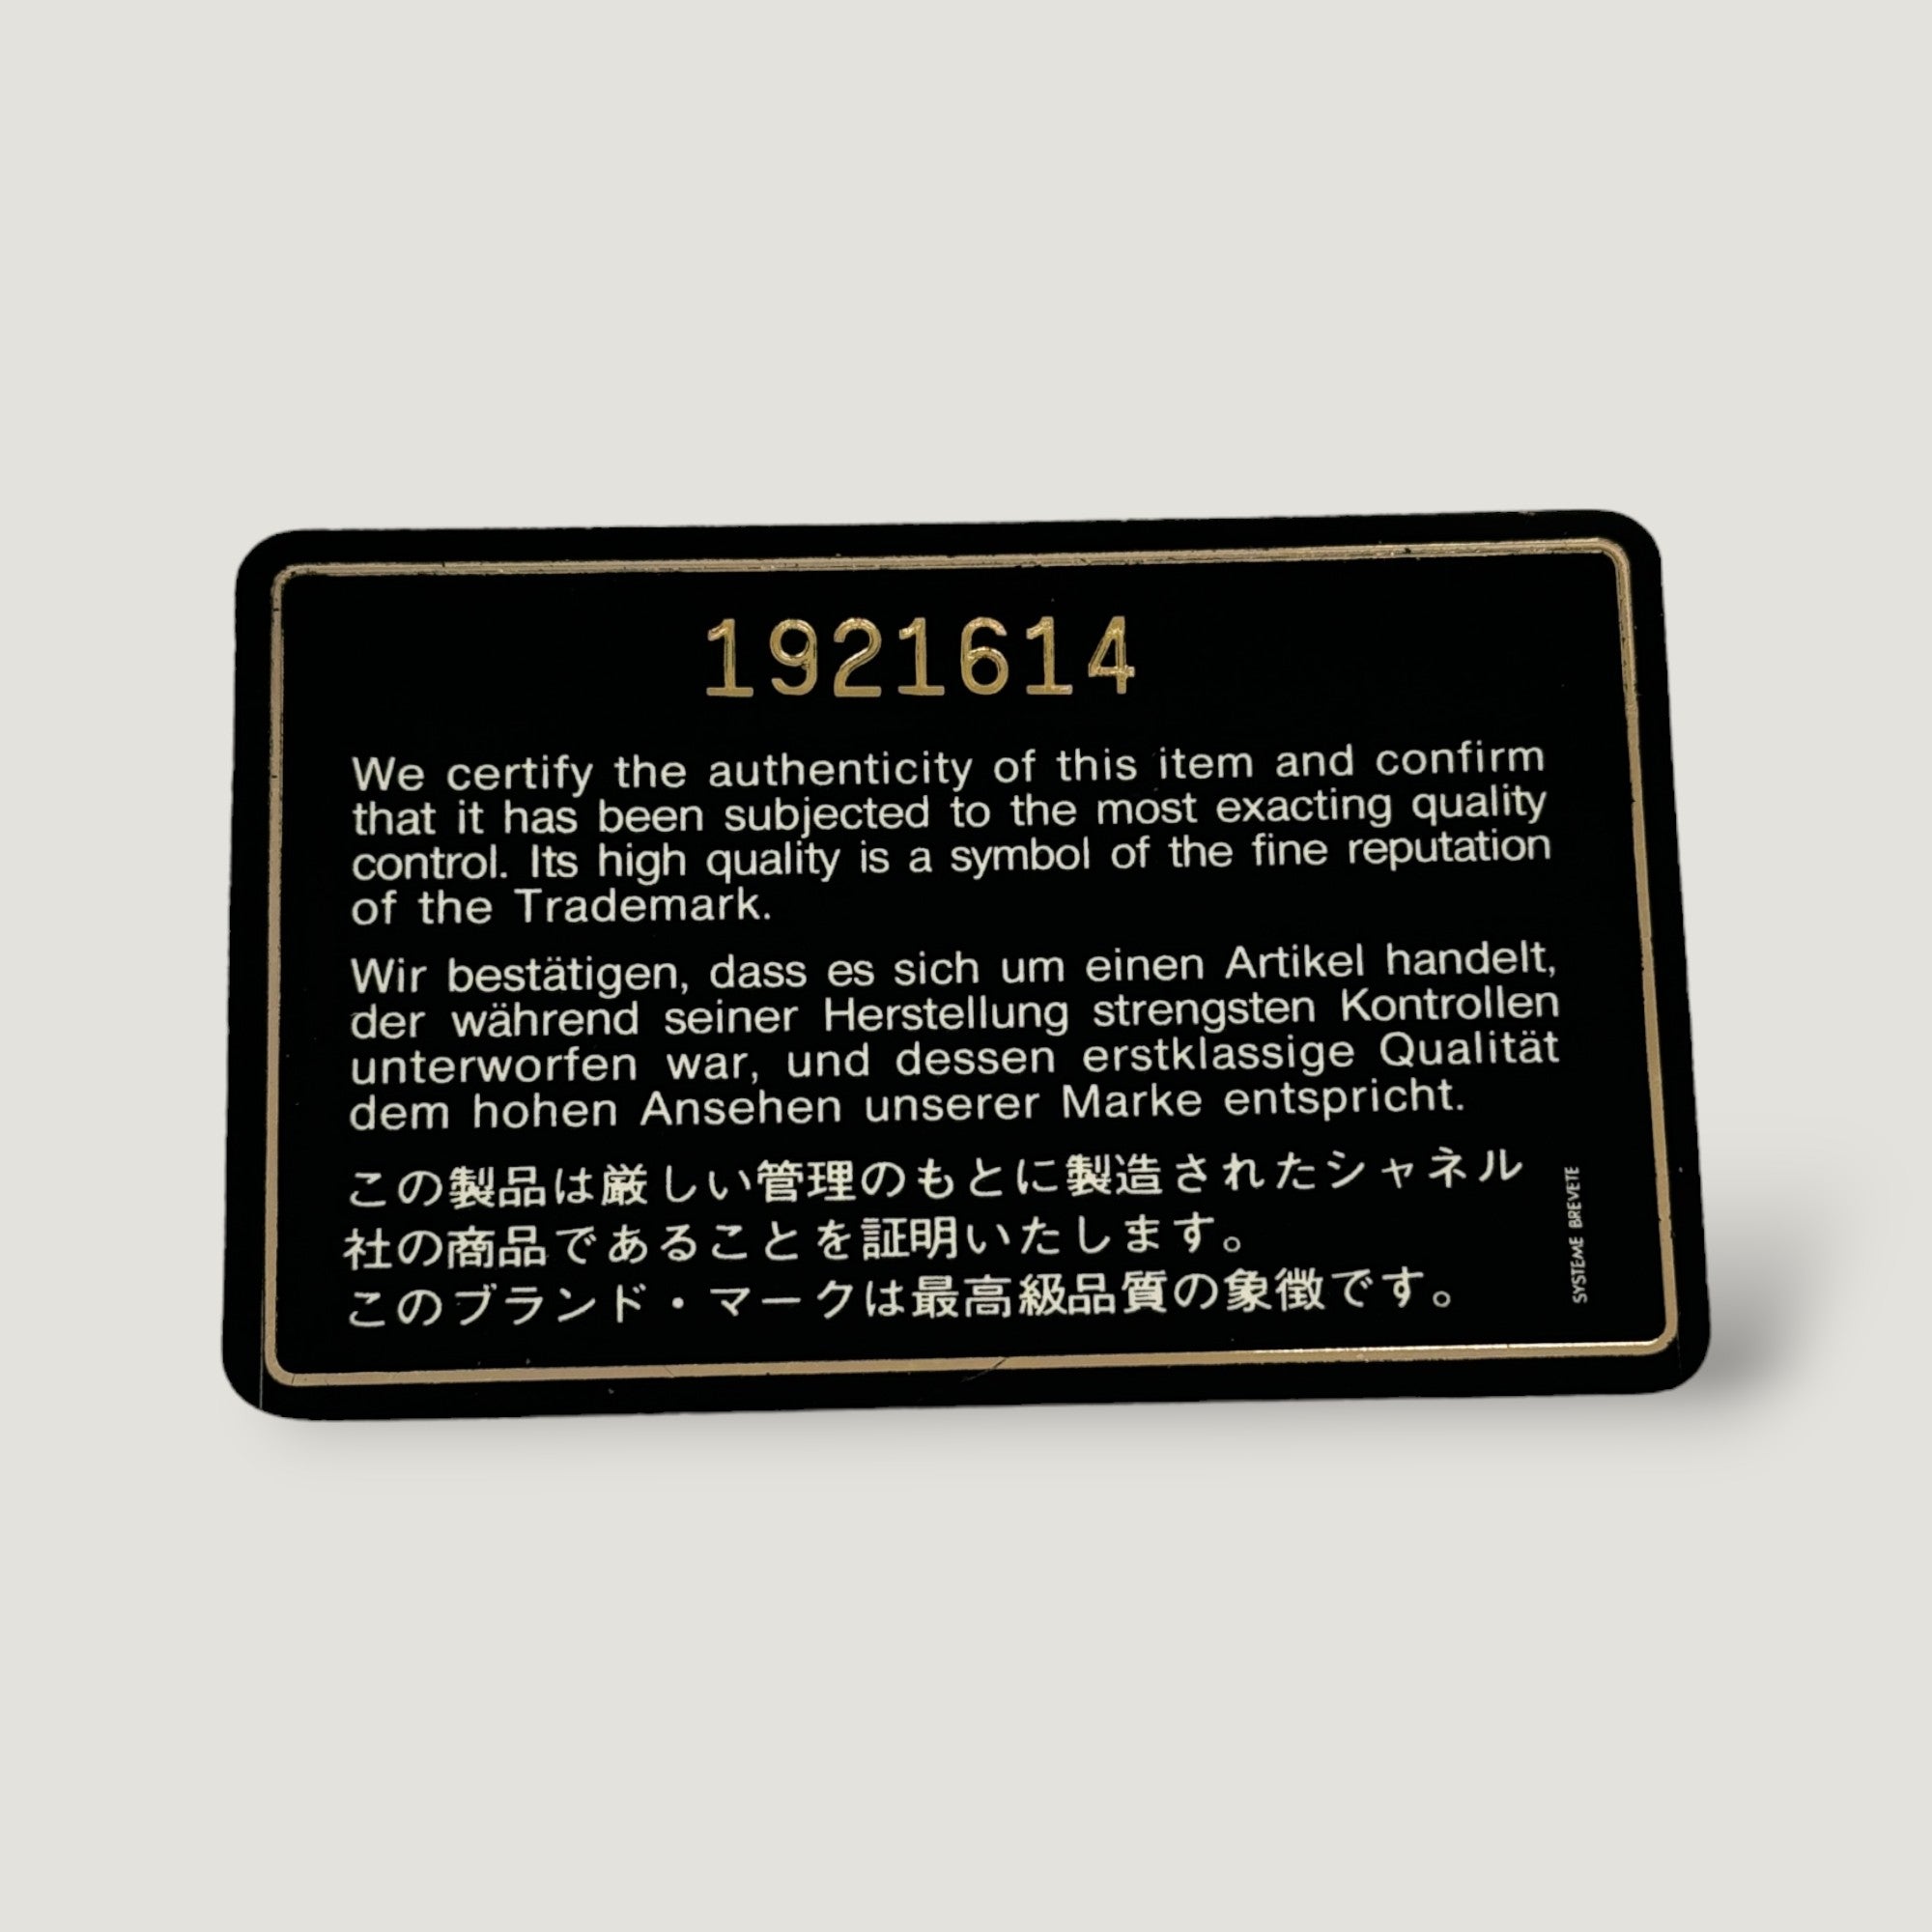 1921614
We certify the authenticity of this item and confirm
that it has been subjected to the most exacting quality
control. Its high quality is a symbol of the fine reputation
of the Trademark.
Wir bestätigen, dass es sich um einen Artikel handelt,
der während seiner Herstellung strengsten Kontrollen
unterworfen war, und dessen erstklassige Qualität
dem hohen Ansehen unserer Marke entspricht.
この製品は厳しい管理のもとに製造されたシャネル
社の商品であることを証明いたします。
このブランド・マークは最高級品質の象徴です。
SYSTEME BREVETE